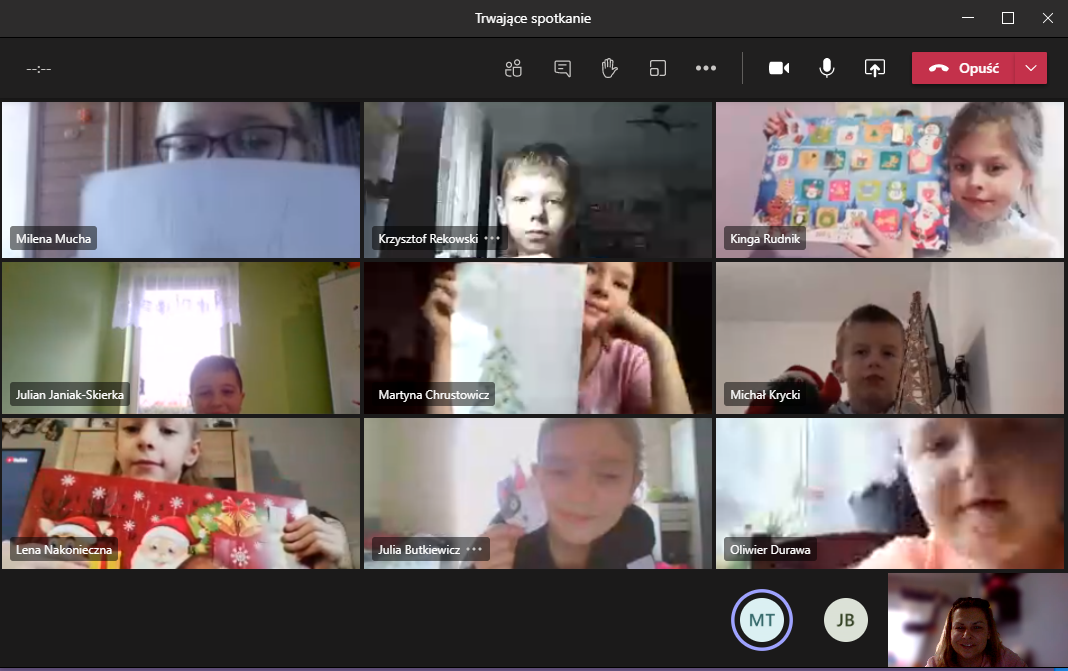 Trwające spotkanie
--:--
Opuść
Milena Mucha
Krzysztof Rekowski
Kinga Rudnik
Julian Janiak-Skierka
Martyna Chrustowicz
Michał Krycki
Lena Nakonieczna
Julia Butkiewicz
Oliwier Durawa
MT
JB